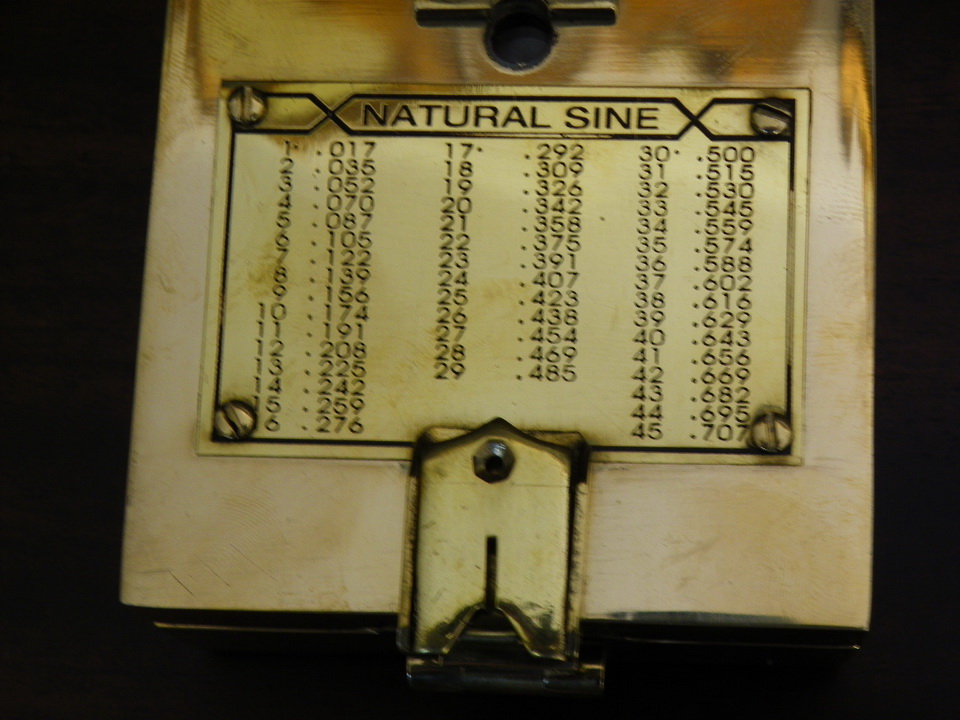 NATURAL SINE
1° .017 17° .292 30° .500
2 .035 18 .309 31 .515
3 .052 19 .326 32 .530
4 .070 20 .342 33 .545
5 .087 21 .358 34 .559
6 .105 22 .375 35 .574
7 .122 23 .391 36 .588
8 .139 24 .407 37 .602
9 .156 25 .423 38 .616
10 .174 26 .438 39 .629
11 .191 27 .454 40 .643
12 .208 28 .469 41 .656
13 .225 29 .485 42 .669
14 .242 43 .682
15 .259 44 .695
6 .276 45 .707